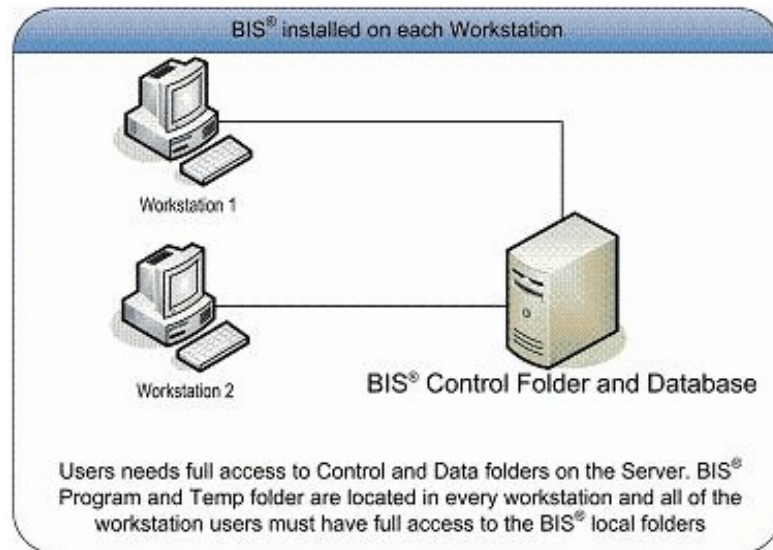 BIS® installed on each Workstation
Workstation 1
Workstation 2
BIS® Control Folder and Database
Users needs full access to Control and Data folders on the Server. BIS®
Program and Temp folder are located in every workstation and all of the
workstation users must have full access to the BIS® local folders